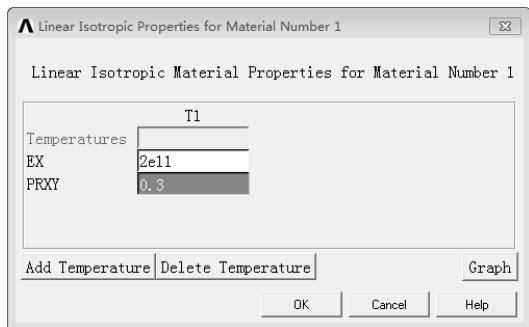 Linear Isotropic Properties for Material Number 1
Linear Isotropic Material Properties for Material Number 1
T1
Temperatures
EX 2e11
PRXY 0.3
Add Temperature Delete Temperature Graph
OK Cancel Help